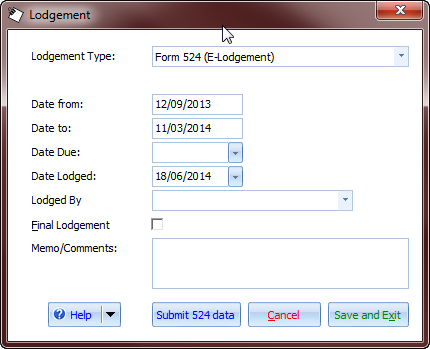 Lodgement
Lodgement Type: Form 524 (E-Lodgement)
Date from: 12/09/2013
Date to: 11/03/2014
Date Due:
Date Lodged: 18/06/2014
Lodged By
Final Lodgement
Memo/Comments:
Help Submit 524 data Cancel Save and Exit